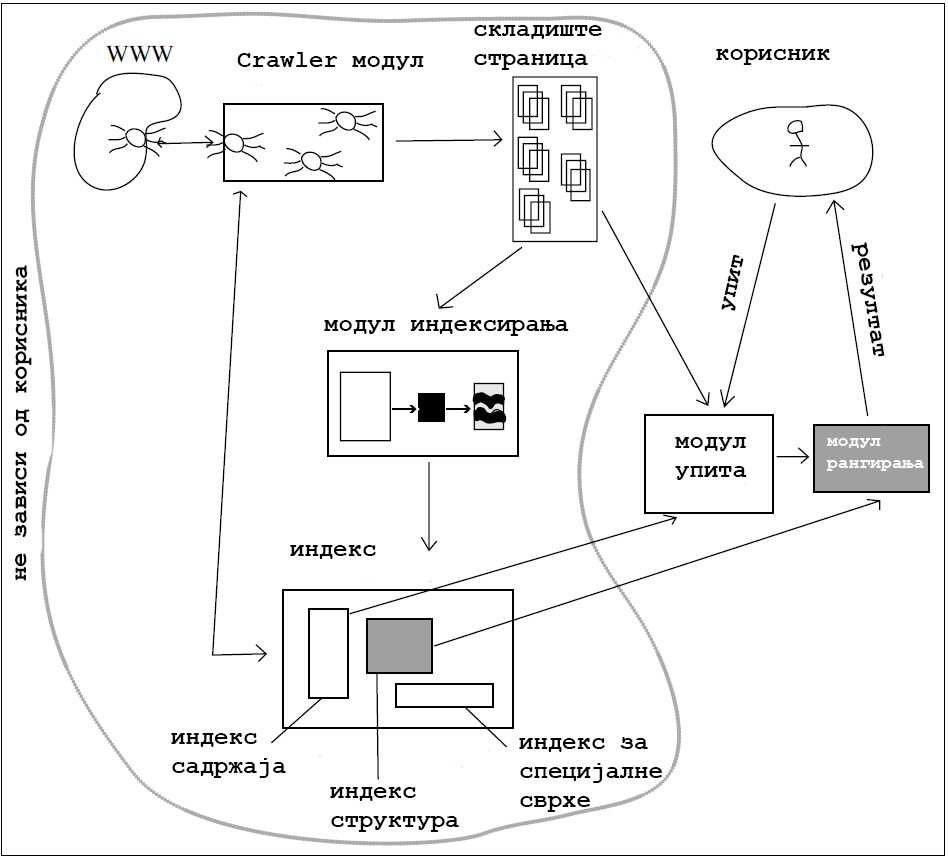 WWW
Crawler модул
складиште
страница
корисник
не зависи од корисника
упит
резултат
модул индексирања
модул
упита
модул
рангирања
индекс
индекс
садржаја
индекс
структура
индекс за
специјалне
сврхе